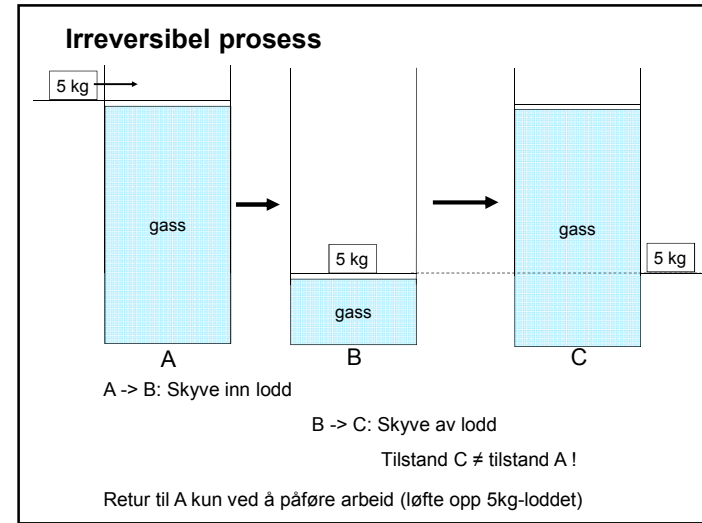 Irreversibel prosess
5 kg
gass
5 kg
gass
gass
5 kg
A
B
C
A -> B: Skyve inn lodd
B -> C: Skyve av lodd
Tilstand C ≠ tilstand A !
Retur til A kun ved å påføre arbeid (løfte opp 5kg-loddet)